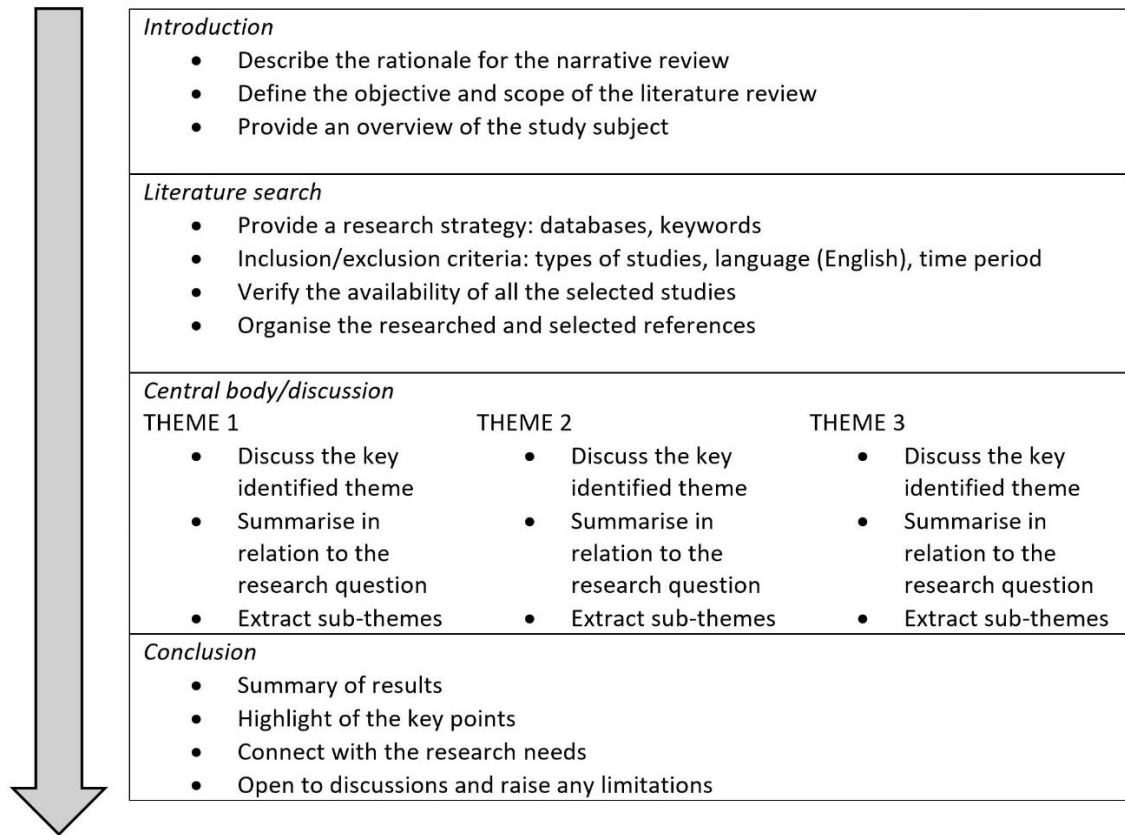 Introduction
• Describe the rationale for the narrative review
• Define the objective and scope of the literature review
• Provide an overview of the study subject
Literature search
• Provide a research strategy: databases, keywords
• Inclusion/exclusion criteria: types of studies, language (English), time period
• Verify the availability of all the selected studies
• Organise the researched and selected references
Central body/discussion
THEME 1
• Discuss the key
identified theme
• Summarise in
relation to the
research question
• Extract sub-themes
THEME 2
• Discuss the key
identified theme
• Summarise in
relation to the
research question
• Extract sub-themes
THEME 3
• Discuss the key
identified theme
• Summarise in
relation to the
research question
• Extract sub-themes
Conclusion
• Summary of results
• Highlight of the key points
• Connect with the research needs
• Open to discussions and raise any limitations